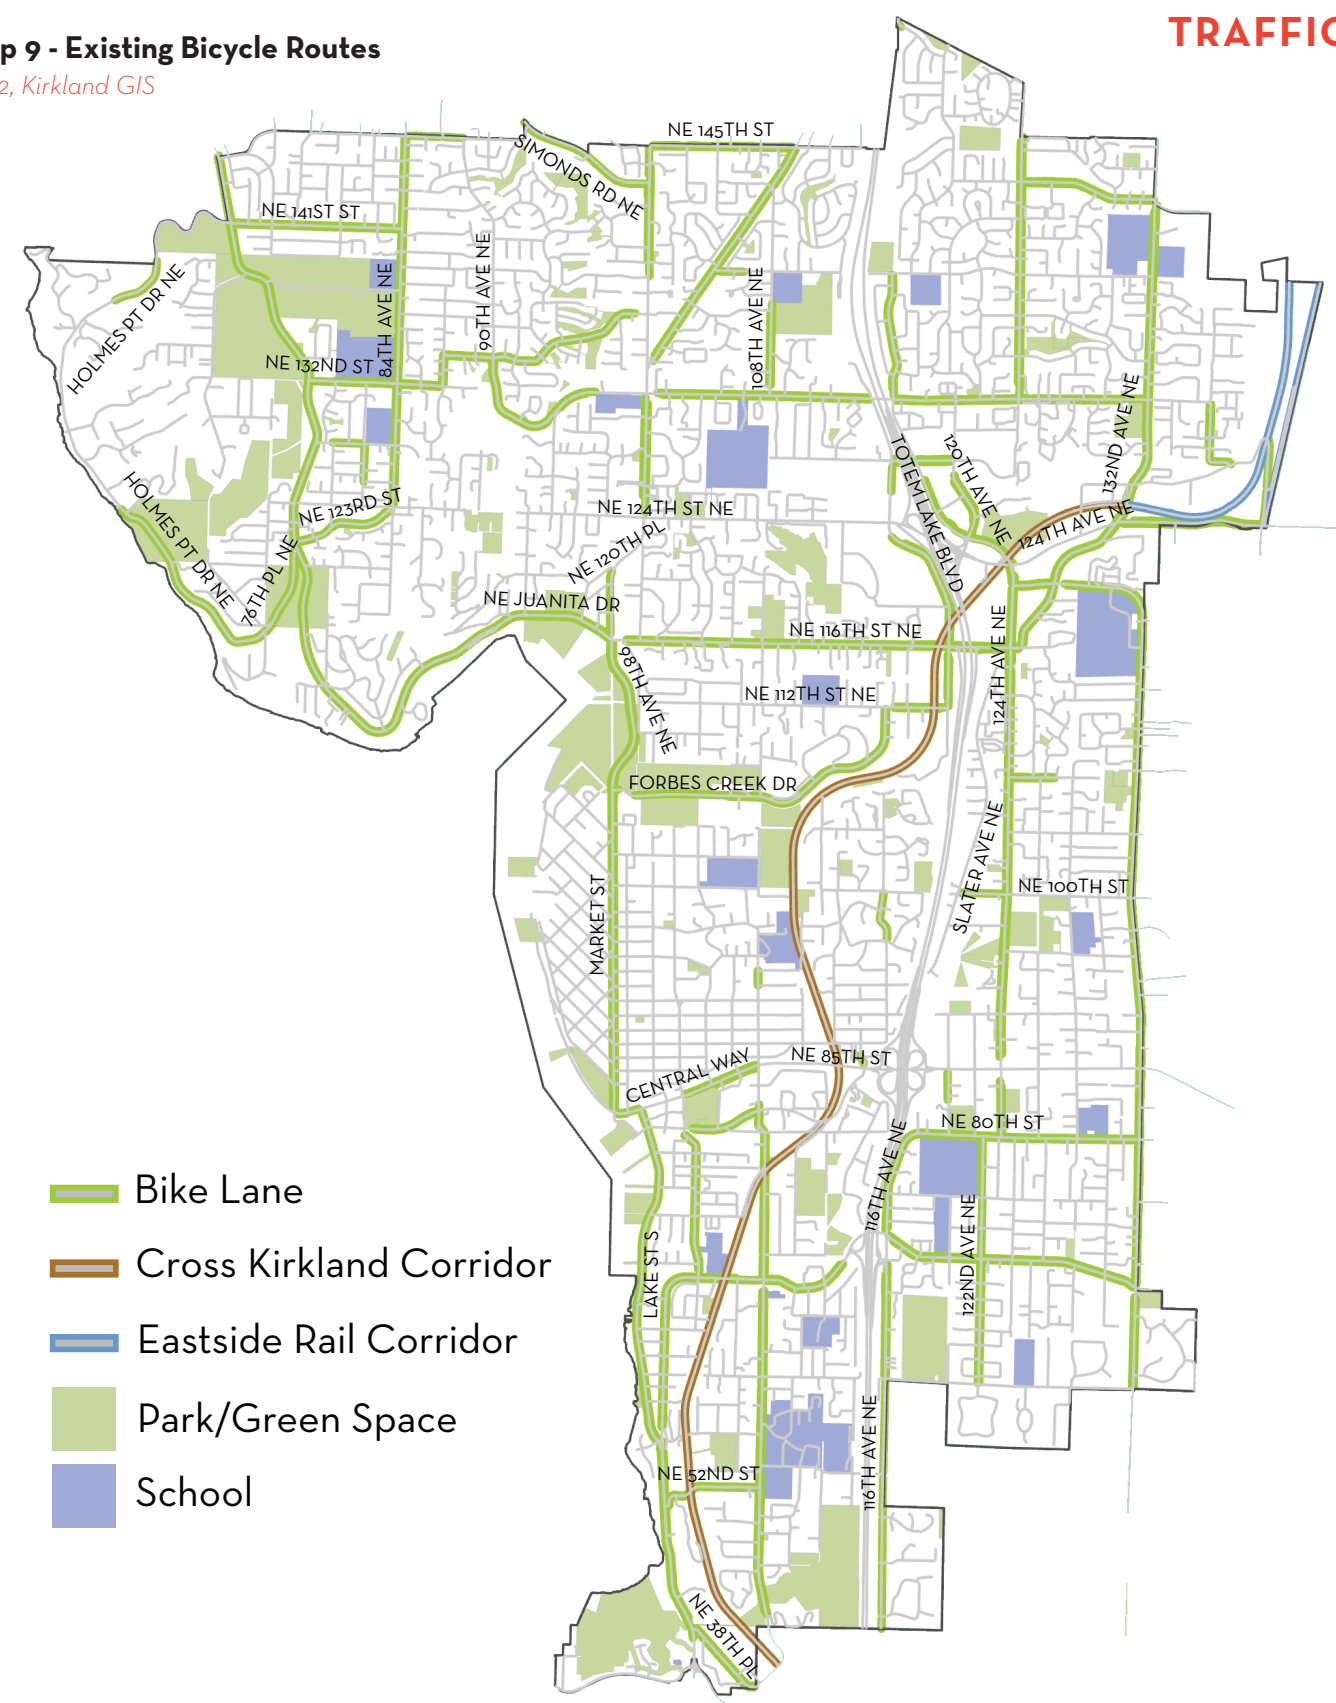 p 9 - Existing Bicycle Routes
2, Kirkland GIS
TRAFFIC
NE 145TH ST
SIMONDS RD NE
NE 141ST ST
HOLMES PT DR NE
84TH AVE NE
90TH AVE NE
108TH AVE NE
NE 132ND ST
132ND AVE NE
TOTEM LAKE BLVD
120TH AVE NE
HOLMES PT DR NE
NE 123RD ST
NE 124TH ST NE
124TH AVE NE
76TH PL NE
NE 120TH PL
NE JUANITA DR
NE 116TH ST NE
98TH AVE NE
124TH AVE NE
NE 112TH ST NE
FORBES CREEK DR
SLATER AVE NE
NE 100TH ST
MARKET ST
CENTRAL WAY
NE 85TH ST
NE 80TH ST
116TH AVE NE
122ND AVE NE
LAKE ST S
116TH AVE NE
NE 52ND ST
NE 38TH PL
Bike Lane
Cross Kirkland Corridor
Eastside Rail Corridor
Park/Green Space
School